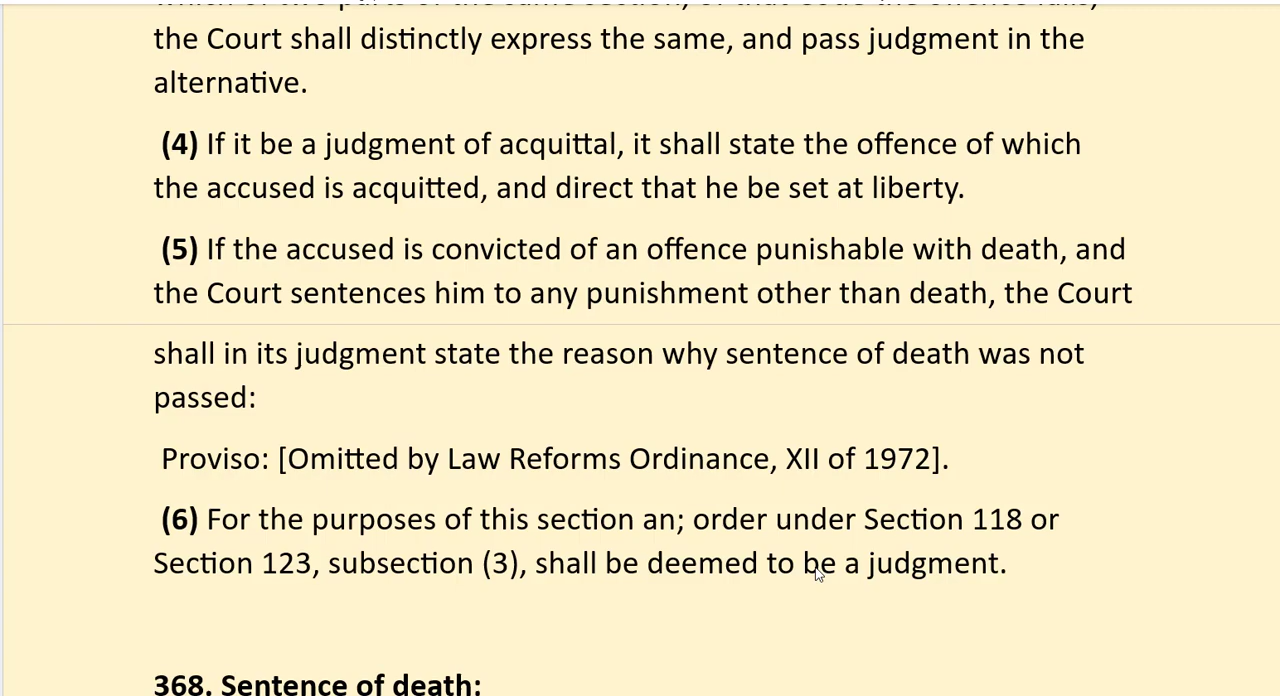 the Court shall distinctly express the same, and pass judgment in the
alternative.
(4) If it be a judgment of acquittal, it shall state the offence of which
the accused is acquitted, and direct that he be set at liberty.
(5) If the accused is convicted of an offence punishable with death, and
the Court sentences him to any punishment other than death, the Court
shall in its judgment state the reason why sentence of death was not
passed:
Proviso: [Omitted by Law Reforms Ordinance, XII of 1972].
(6) For the purposes of this section an; order under Section 118 or
Section 123, subsection (3), shall be deemed to be a judgment.
368. Sentence of death: